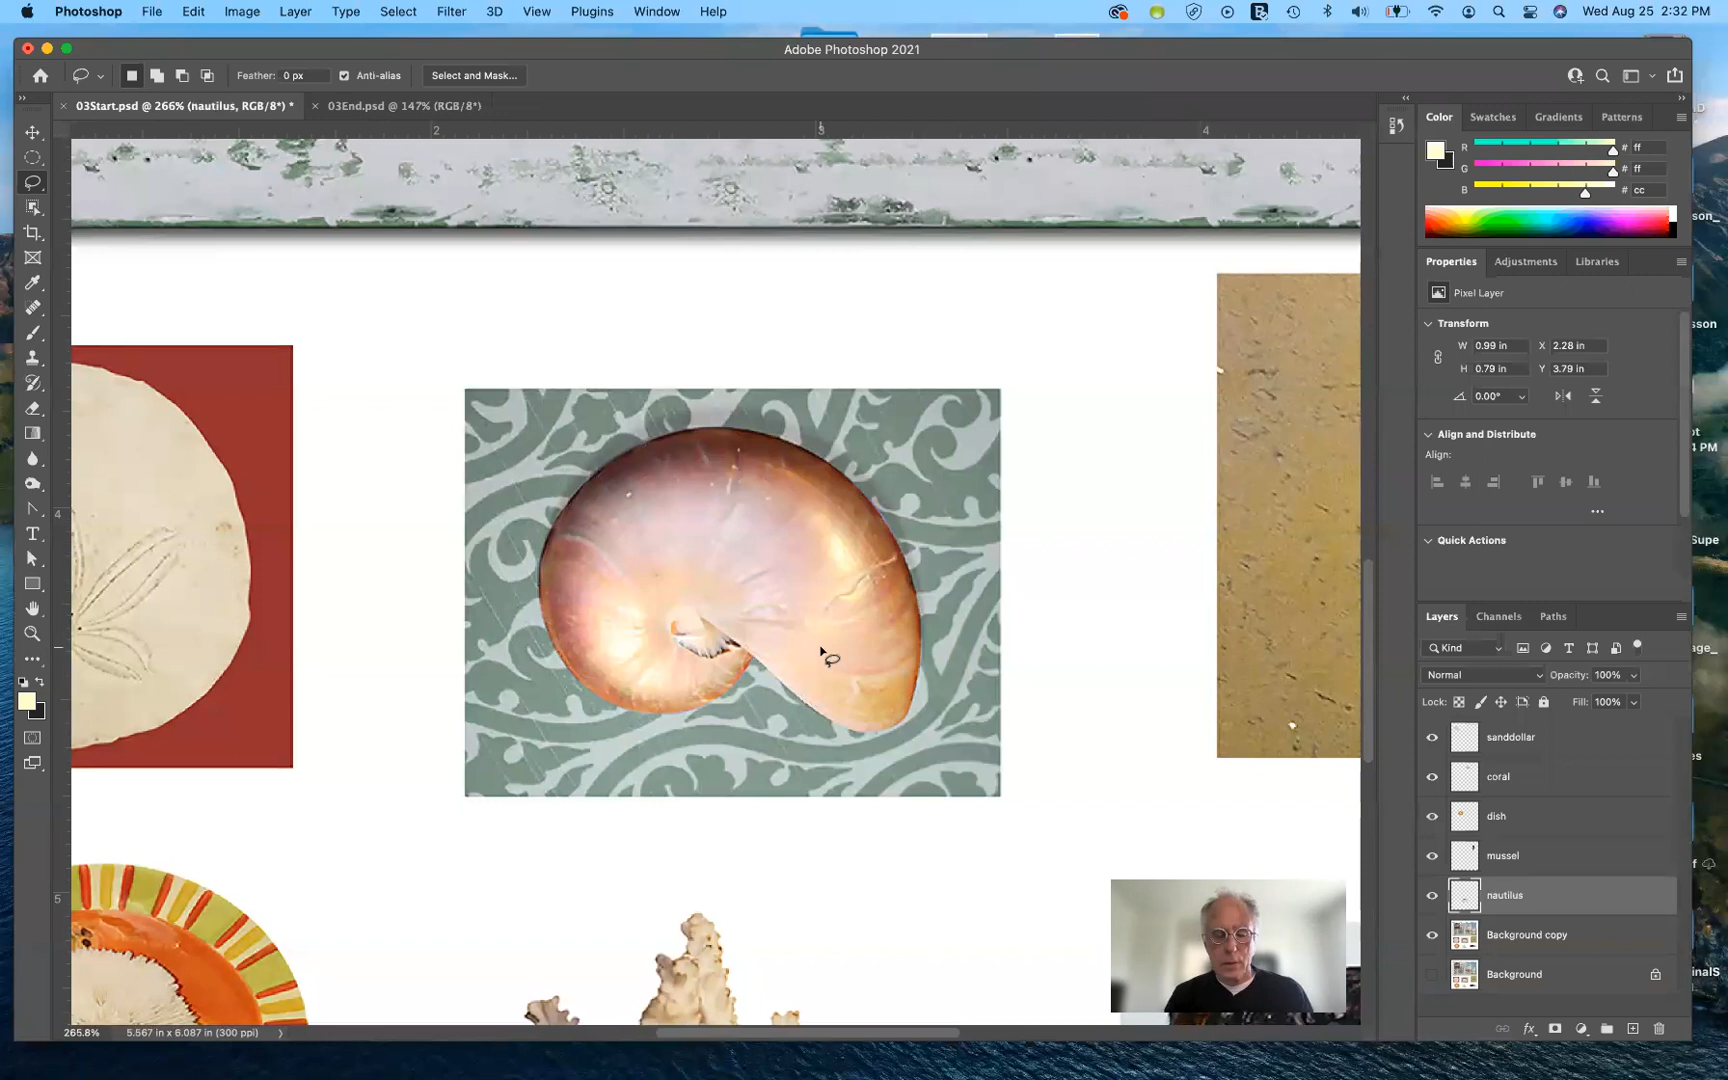 Photoshop File Edit Image Layer Type Select Filter 3D View Plugins Window Help Wed Aug 25 2:32 PM
Adobe Photoshop 2021
Feather: 0 px Anti-alias Select and Mask...
03Start.psd @ 266% (nautilus, RGB/8*) * 03End.psd @ 147% (RGB/8*)
2 3 4
4
5
Color Swatches Gradients Patterns
R # ff
G # ff
B # cc
Properties Adjustments Libraries
Pixel Layer
Transform
W 0.99 in X 2.28 in
H 0.79 in Y 3.79 in
0.00°
Align and Distribute
Align:
Quick Actions
Layers Channels Paths
Kind
Normal Opacity: 100%
Lock: Fill: 100%
sanddollar
coral
dish
mussel
nautilus
Background copy
Background
265.8% 5.567 in x 6.087 in (300 ppi)